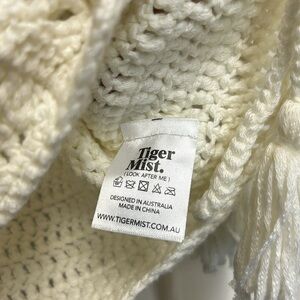 Tiger
Mist.
( LOOK AFTER ME )
DESIGNED IN AUSTRALIA
MADE IN CHINA
WWW.TIGERMIST.COM.AU